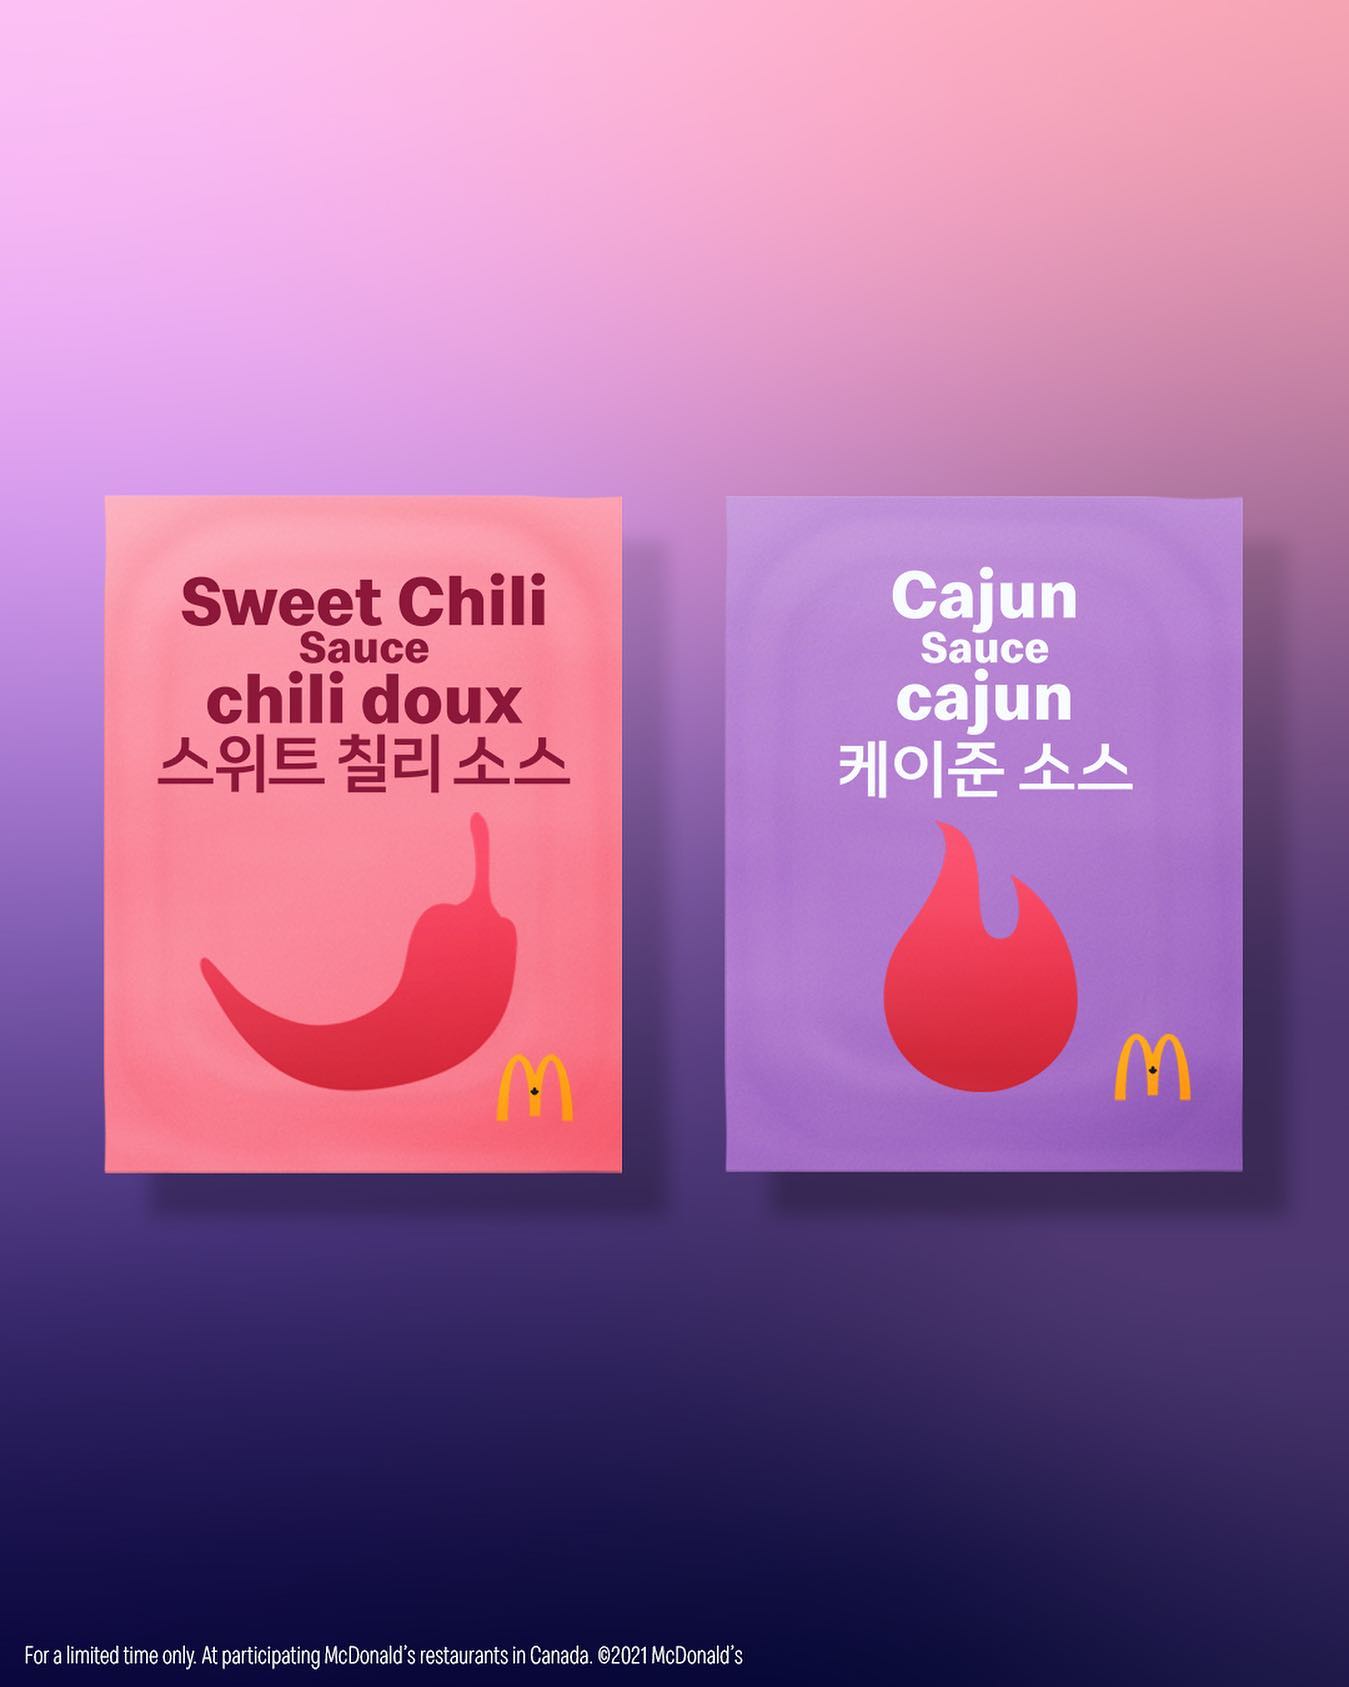 Sweet Chili
Sauce
chili doux
스위트 칠리 소스
Cajun
Sauce
cajun
케이준 소스
For a limited time only. At participating McDonald's restaurants in Canada. ©2021 McDonald's